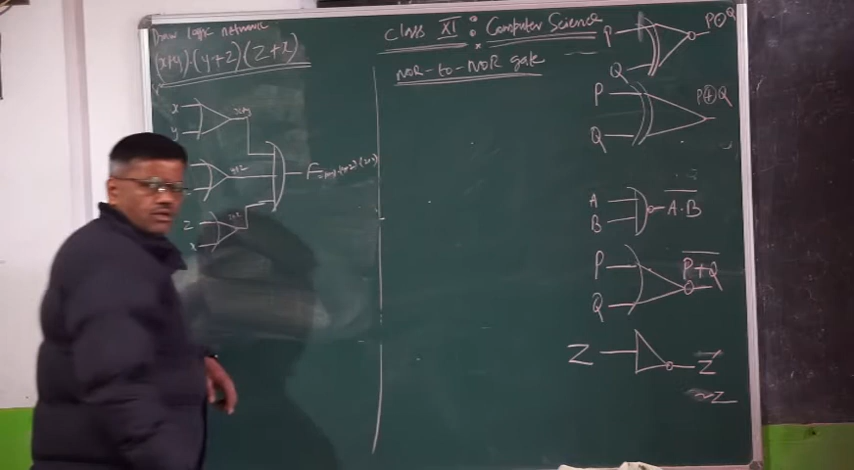 Draw logic network
(x+y).(y+z)(z+x)
x
y
x+y
y+z
z+x
z
x
F
Class XI : Computer Science
NOR-to-NOR gate
P
Q
P⊙Q
P
Q
P⊕Q
A
B
A̅.̅B̅
P
Q
P̅+̅Q̅
Z
Z̅
~Z